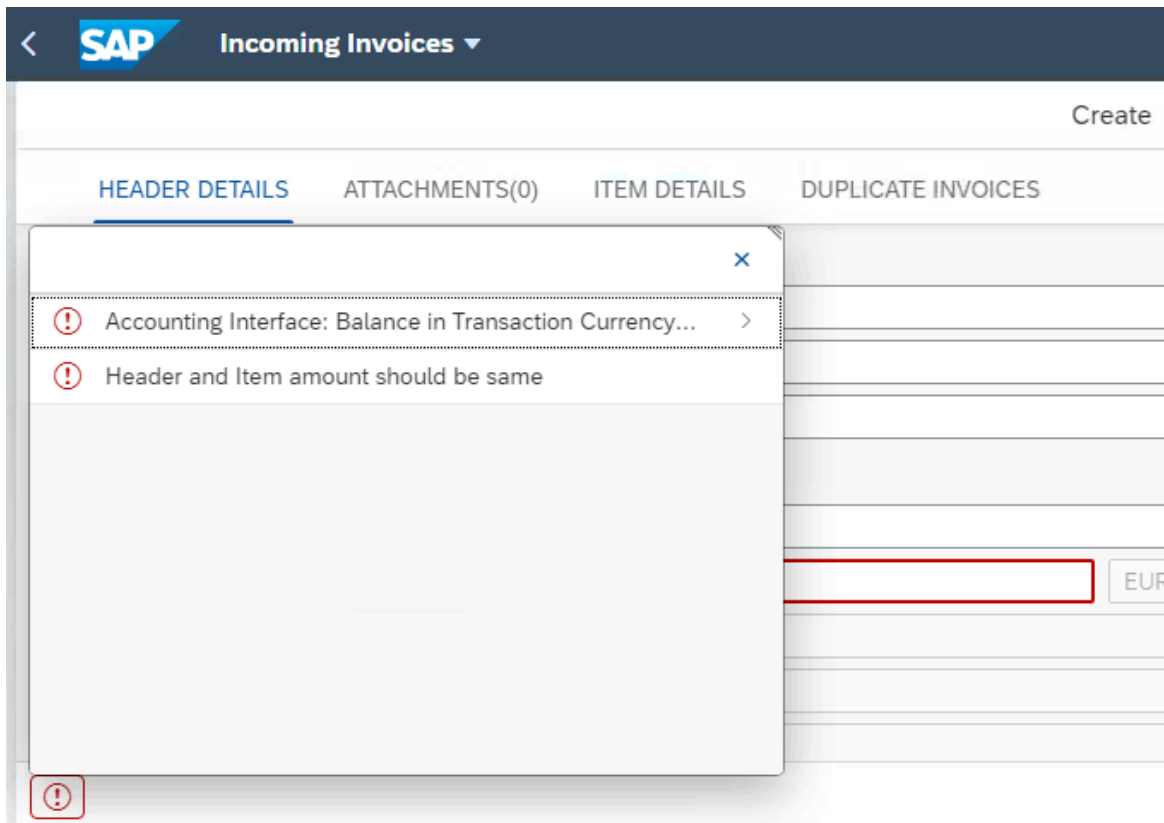 SAP Incoming Invoices
Create
HEADER DETAILS ATTACHMENTS(0) ITEM DETAILS DUPLICATE INVOICES
Accounting Interface: Balance in Transaction Currency...
Header and Item amount should be same
EUR